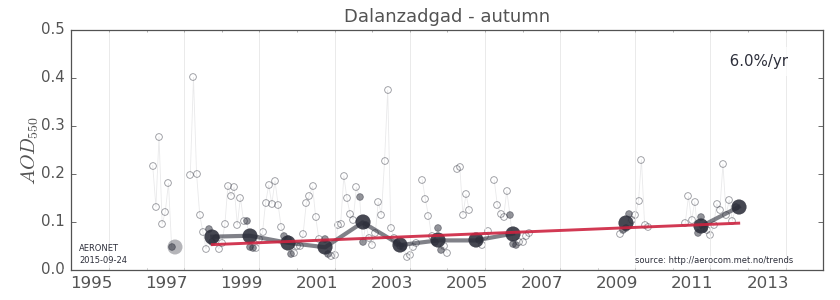 Dalanzadgad - autumn
0.5
0.4
0.3
0.2
0.1
0.0
AOD550
6.0%/yr
AERONET
2015-09-24
source: http://aerocom.met.no/trends
1995 1997 1999 2001 2003 2005 2007 2009 2011 2013